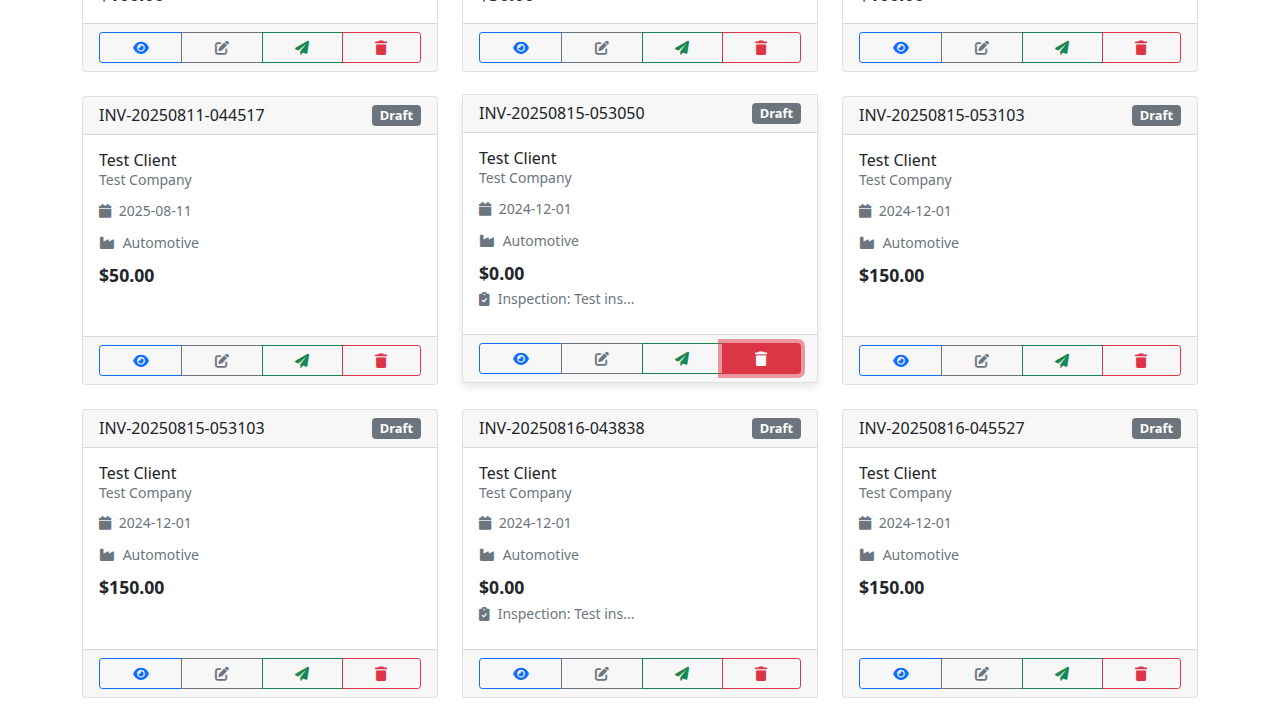 INV-20250811-044517 Draft
Test Client
Test Company
2025-08-11
Automotive
$50.00
INV-20250815-053050 Draft
Test Client
Test Company
2024-12-01
Automotive
$0.00
Inspection: Test ins...
INV-20250815-053103 Draft
Test Client
Test Company
2024-12-01
Automotive
$150.00
INV-20250815-053103 Draft
Test Client
Test Company
2024-12-01
Automotive
$150.00
INV-20250816-043838 Draft
Test Client
Test Company
2024-12-01
Automotive
$0.00
Inspection: Test ins...
INV-20250816-045527 Draft
Test Client
Test Company
2024-12-01
Automotive
$150.00